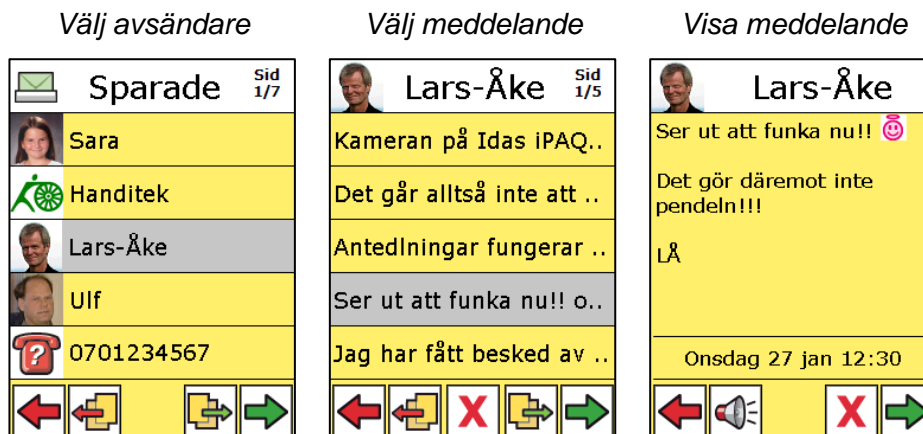 Välj avsändare
Välj meddelande
Visa meddelande
Sparade
Sid
1/7
Sara
Handitek
Lars-Åke
Ulf
0701234567
Lars-Åke
Sid
1/5
Kameran på Idas iPAQ..
Det går alltså inte att ..
Antedlningar fungerar ..
Ser ut att funka nu!! o..
Jag har fått besked av ..
Lars-Åke
Ser ut att funka nu!!
Det gör däremot inte
pendeln!!!
LÅ
Onsdag 27 jan 12:30